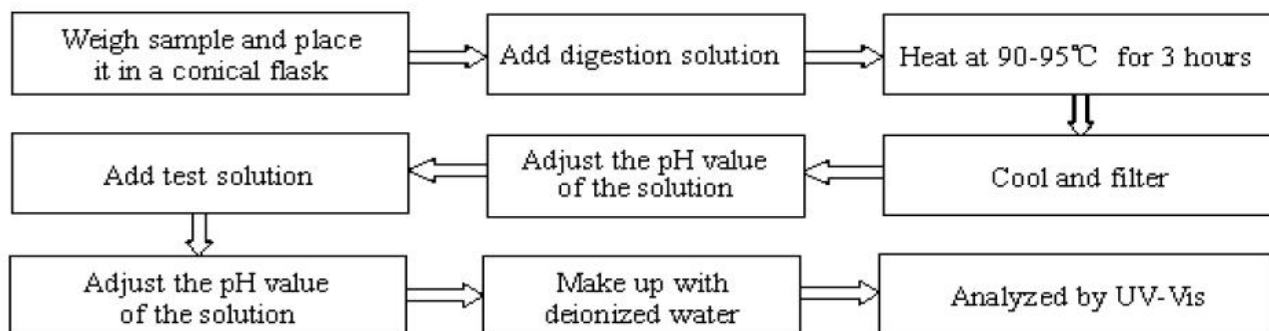 Weigh sample and place
it in a conical flask
Add digestion solution
Heat at 90-95℃ for 3 hours
Cool and filter
Adjust the pH value
of the solution
Add test solution
Adjust the pH value
of the solution
Make up with
deionized water
Analyzed by UV-Vis